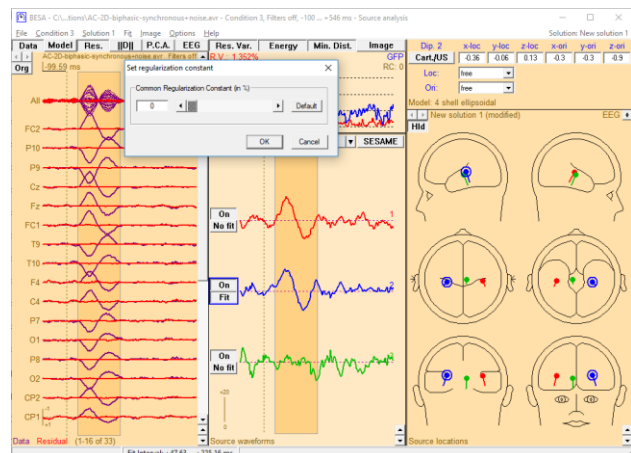 BESA - C:\...tions\AC-2D-biphasic-synchronous+noise.avr - Condition 3, Filters off, -100 ... +546 ms - Source analysis
File Condition 3 Solution 1 Fit Image Options Help
Solution: New solution 1
Data Model Res. ||D|| P.C.A. EEG Res. Var. Energy Min. Dist. Image
AC-2D-biphasic-synchronous+noise.avr Filters off
R.V.: 1.352%
GFP
Org
-99.59 ms
RC: 0
Dip. 2 x-loc y-loc z-loc x-ori y-ori z-ori
Cart./US -0.36 -0.06 0.13 -0.3 -0.3 -0.9
Loc: free
Ori: free
Model: 4 shell ellipsoidal
New solution 1 (modified) EEG
Hld
Set regularization constant
Common Regularization Constant (in %)
0
Default
OK Cancel
SESAME
All
FC2
P10
P9
Cz
Fz
FC1
T9
T10
F4
C4
P7
O1
P8
O2
CP2
CP1
On
No fit
1
On
Fit
2
On
No fit
3
+20
0
Data Residual (1-16 of 33)
Source waveforms
Source locations